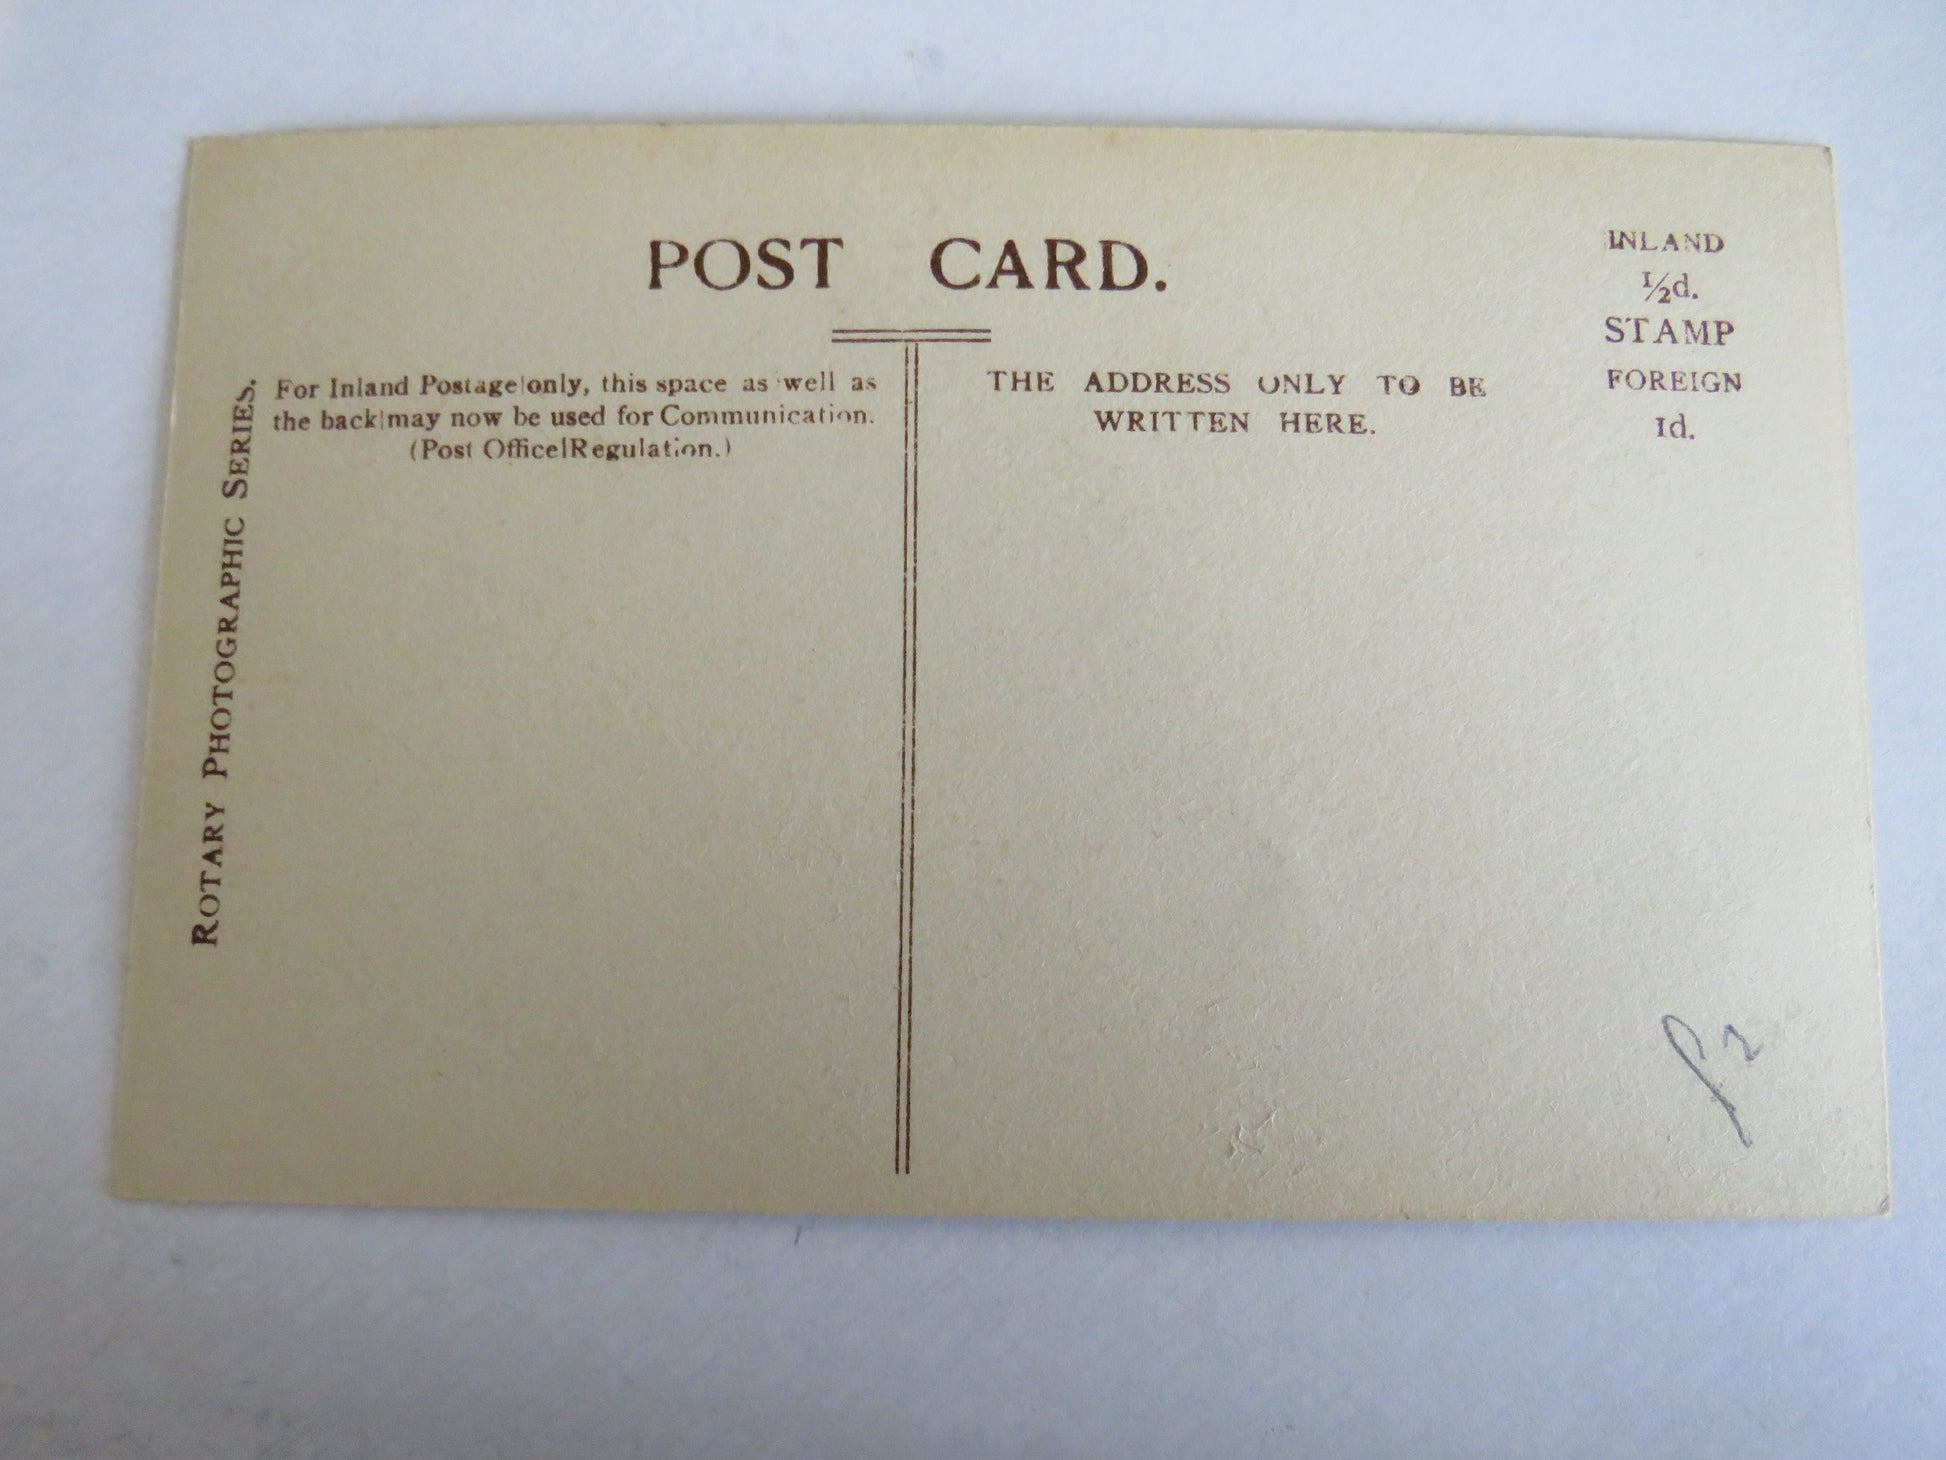 POST CARD.
INLAND
½d.
STAMP
FOREIGN
1d.
For Inland Postage only, this space as well as
the back may now be used for Communication.
(Post Office Regulation.)
THE ADDRESS ONLY TO BE
WRITTEN HERE.
ROTARY PHOTOGRAPHIC SERIES.